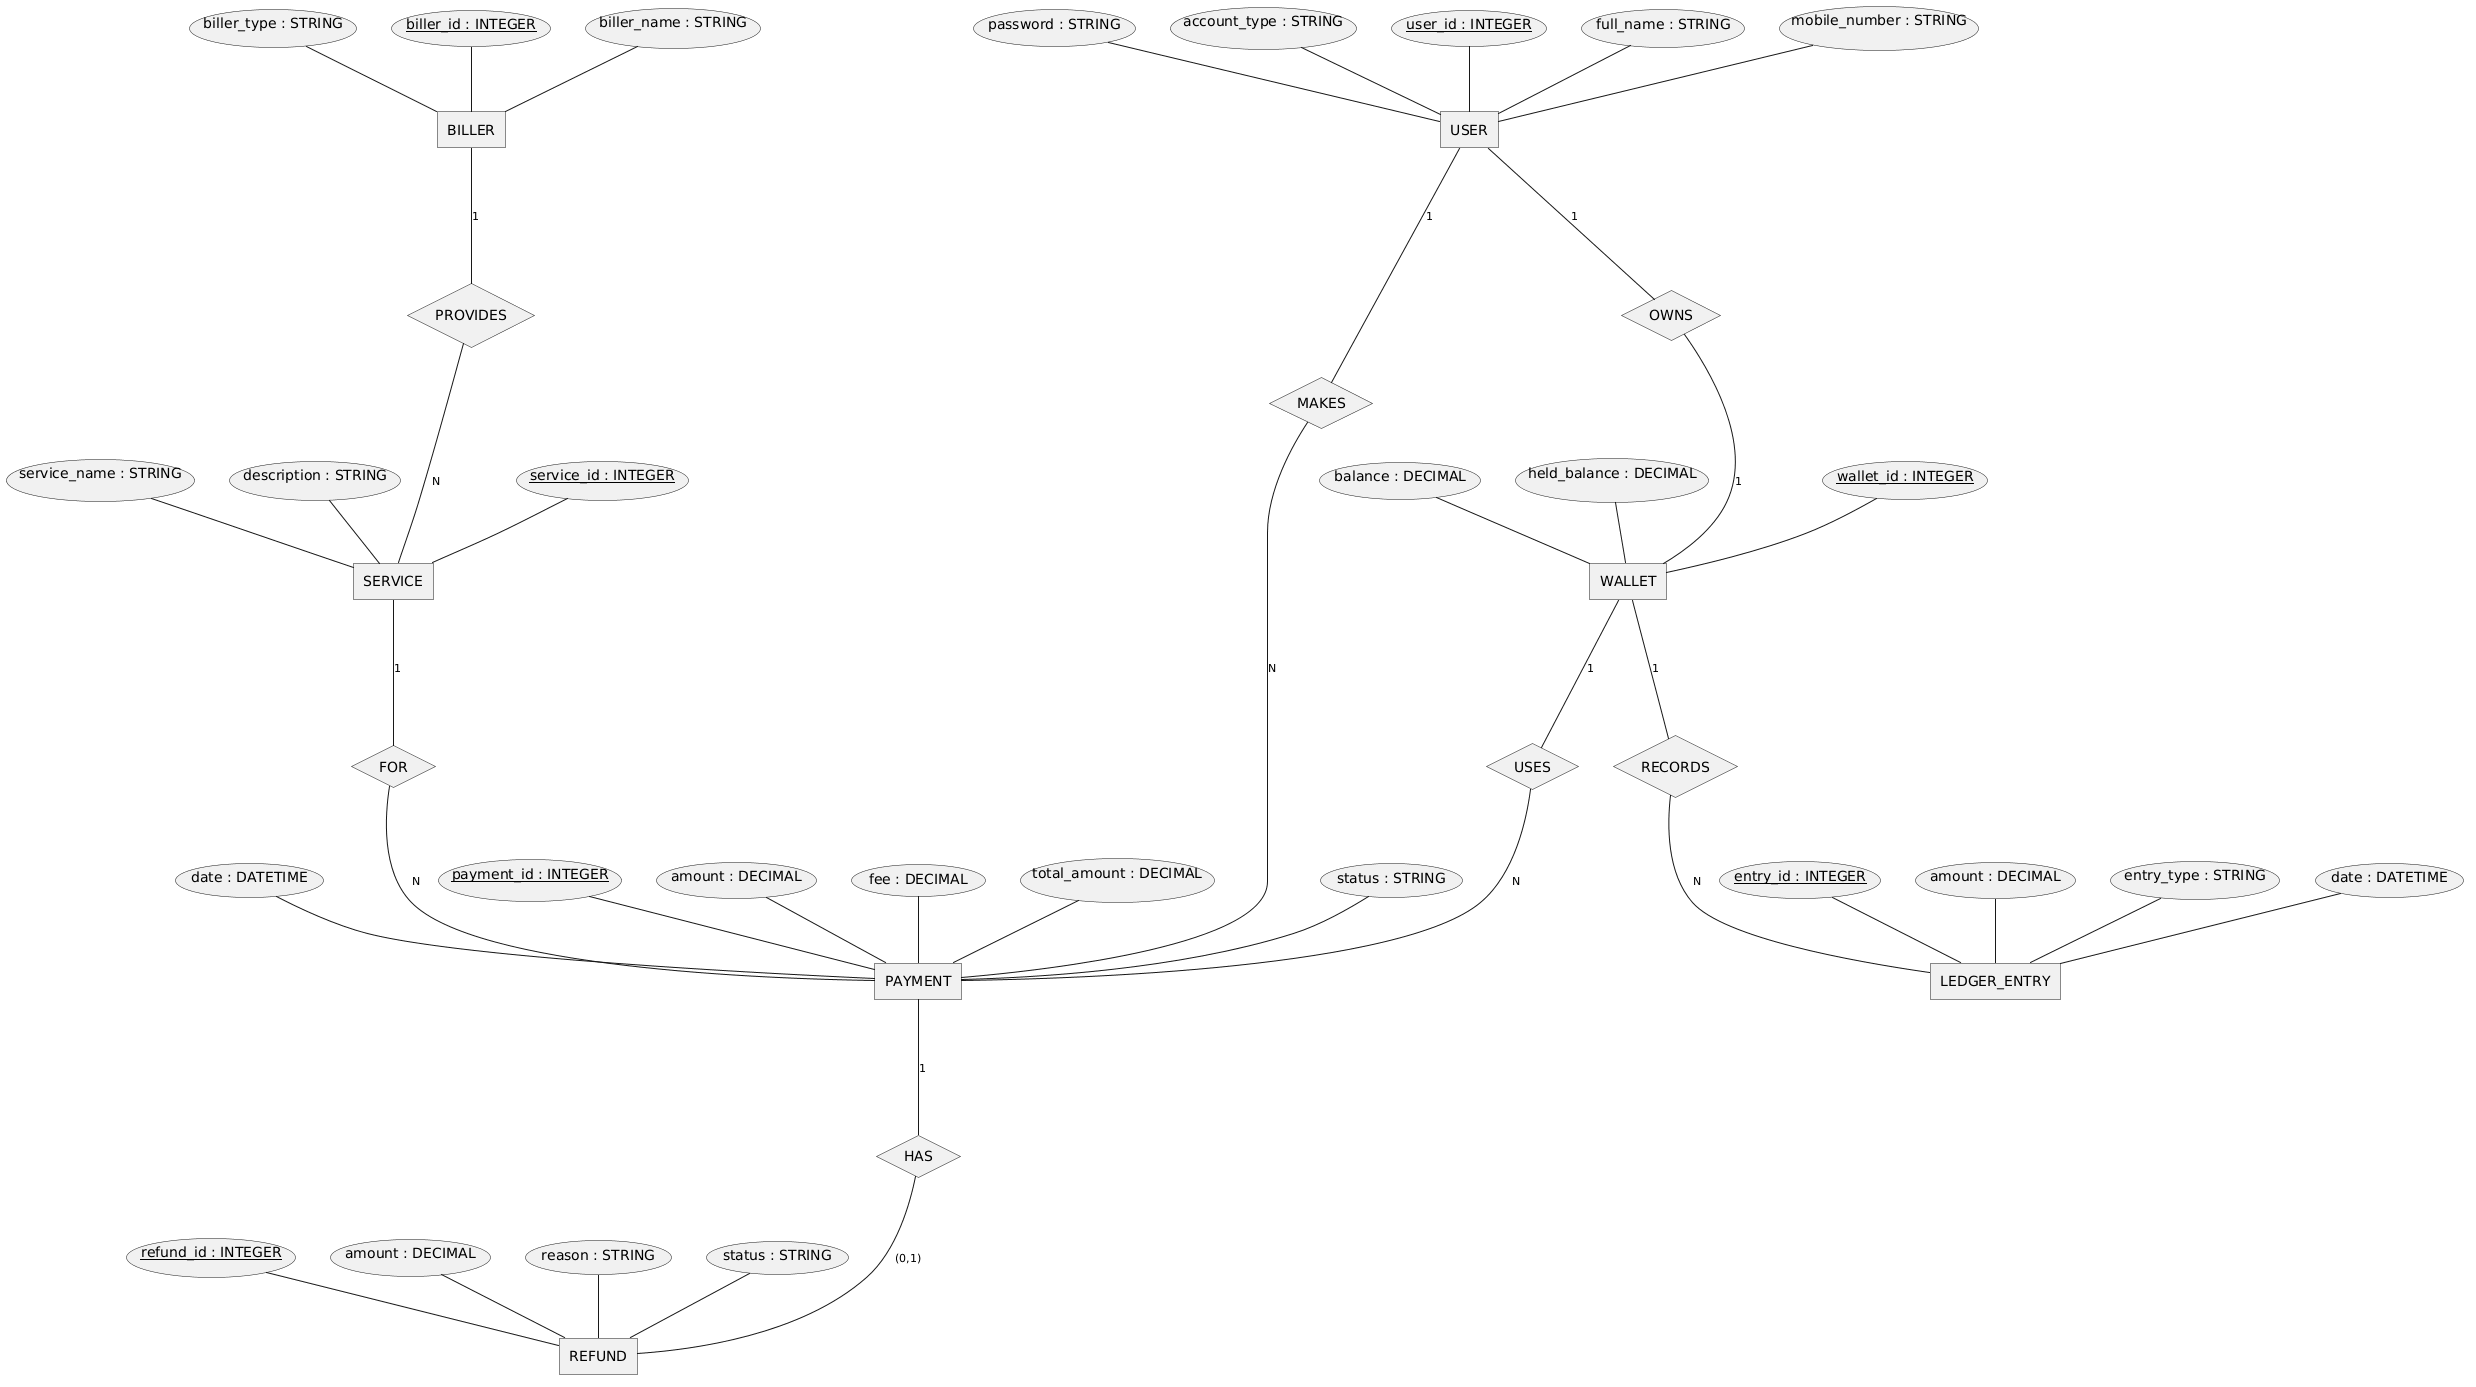 biller_type : STRING
biller_id : INTEGER
biller_name : STRING
password : STRING
account_type : STRING
user_id : INTEGER
full_name : STRING
mobile_number : STRING
BILLER
USER
1
1
1
PROVIDES
OWNS
MAKES
service_name : STRING
description : STRING
service_id : INTEGER
N
balance : DECIMAL
held_balance : DECIMAL
wallet_id : INTEGER
1
SERVICE
WALLET
1
N
1
1
FOR
USES
RECORDS
date : DATETIME
N
payment_id : INTEGER
amount : DECIMAL
fee : DECIMAL
total_amount : DECIMAL
status : STRING
N
N
entry_id : INTEGER
amount : DECIMAL
entry_type : STRING
date : DATETIME
PAYMENT
LEDGER_ENTRY
1
HAS
refund_id : INTEGER
amount : DECIMAL
reason : STRING
status : STRING
(0,1)
REFUND